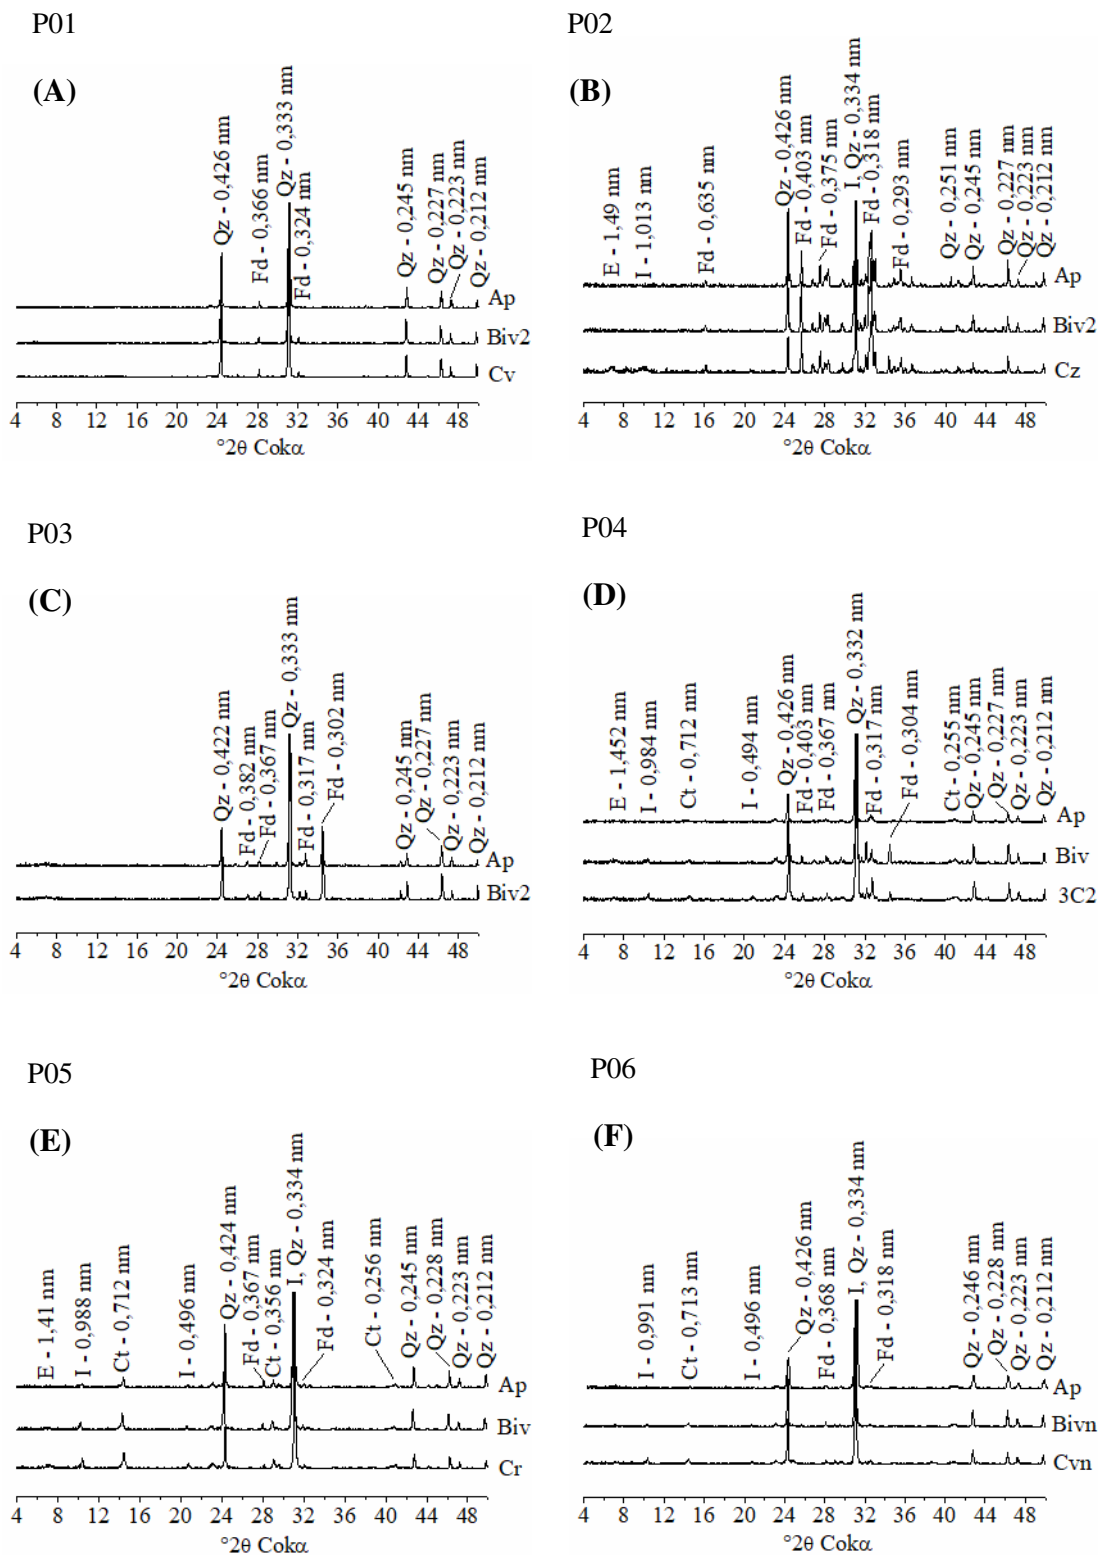 P01
(A)
Qz - 0,426 nm
Fd - 0,366 nm
Qz - 0,333 nm
Fd - 0,324 nm
Qz - 0,245 nm
Qz - 0,227 nm
Qz - 0,223 nm
Qz - 0,212 nm
Ap
Biv2
Cv
4 8 12 16 20 24 28 32 36 40 44 48
°2θ Cokα
P02
(B)
E - 1,49 nm
I - 1,013 nm
Fd - 0,635 nm
Qz - 0,426 nm
Fd - 0,403 nm
Fd - 0,375 nm
I, Qz - 0,334 nm
Fd - 0,318 nm
Fd - 0,293 nm
Qz - 0,251 nm
Qz - 0,245 nm
Qz - 0,227 nm
Qz - 0,223 nm
Qz - 0,212 nm
Ap
Biv2
Cz
4 8 12 16 20 24 28 32 36 40 44 48
°2θ Cokα
P03
(C)
Qz - 0,422 nm
Fd - 0,382 nm
Fd - 0,367 nm
Qz - 0,333 nm
Fd - 0,317 nm
Fd - 0,302 nm
Qz - 0,245 nm
Qz - 0,227 nm
Qz - 0,223 nm
Qz - 0,212 nm
Ap
Biv2
4 8 12 16 20 24 28 32 36 40 44 48
°2θ Cokα
P04
(D)
E - 1,452 nm
I - 0,984 nm
Ct - 0,712 nm
I - 0,494 nm
Qz - 0,426 nm
Fd - 0,403 nm
Fd - 0,367 nm
Qz - 0,332 nm
Fd - 0,317 nm
Fd - 0,304 nm
Ct - 0,255 nm
Qz - 0,245 nm
Qz - 0,227 nm
Qz - 0,223 nm
Qz - 0,212 nm
Ap
Biv
3C2
4 8 12 16 20 24 28 32 36 40 44 48
°2θ Cokα
P05
(E)
E - 1,41 nm
I - 0,988 nm
Ct - 0,712 nm
I - 0,496 nm
Qz - 0,424 nm
Fd - 0,367 nm
Ct - 0,356 nm
I, Qz - 0,334 nm
Fd - 0,324 nm
Ct - 0,256 nm
Qz - 0,245 nm
Qz - 0,228 nm
Qz - 0,223 nm
Qz - 0,212 nm
Ap
Biv
Cr
4 8 12 16 20 24 28 32 36 40 44 48
°2θ Cokα
P06
(F)
I - 0,991 nm
Ct - 0,713 nm
I - 0,496 nm
Qz - 0,426 nm
Fd - 0,368 nm
I, Qz - 0,334 nm
Fd - 0,318 nm
Qz - 0,246 nm
Qz - 0,228 nm
Qz - 0,223 nm
Qz - 0,212 nm
Ap
Bivn
Cvn
4 8 12 16 20 24 28 32 36 40 44 48
°2θ Cokα